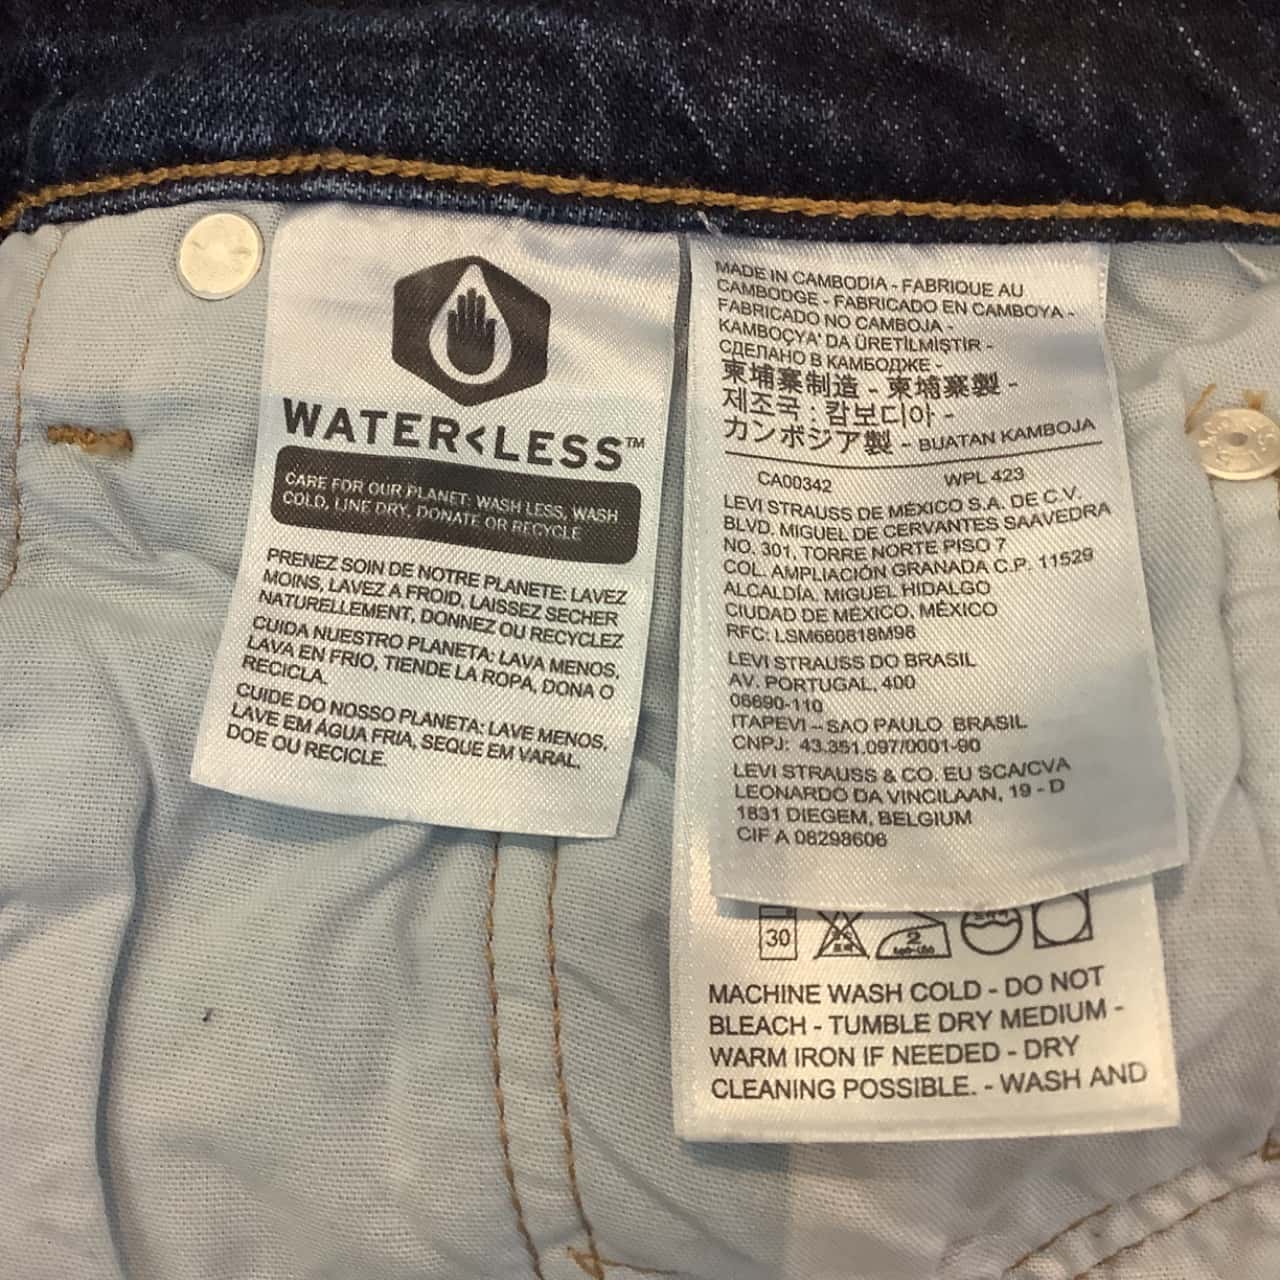 WATER<LESS™
CARE FOR OUR PLANET: WASH LESS, WASH
COLD, LINE DRY, DONATE OR RECYCLE
PRENEZ SOIN DE NOTRE PLANETE: LAVEZ
MOINS, LAVEZ A FROID, LAISSEZ SECHER
NATURELLEMENT, DONNEZ OU RECYCLEZ
CUIDA NUESTRO PLANETA: LAVA MENOS,
LAVA EN FRIO, TIENDE LA ROPA, DONA O
RECICLA.
CUIDE DO NOSSO PLANETA: LAVE MENOS,
LAVE EM ÁGUA FRIA, SEQUE EM VARAL,
DOE OU RECICLE.
MADE IN CAMBODIA - FABRIQUE AU
CAMBODGE - FABRICADO EN CAMBOYA -
FABRICADO NO CAMBOJA -
KAMBOÇYA' DA ÜRETİLMİŞTİR -
СДЕЛАНО В КАМБОДЖЕ -
柬埔寨制造 - 柬埔寨製 -
제조국 : 캄보디아 -
カンボジア製 - BUATAN KAMBOJA
CA00342 WPL 423
LEVI STRAUSS DE MÉXICO S.A. DE C.V.
BLVD. MIGUEL DE CERVANTES SAAVEDRA
NO. 301, TORRE NORTE PISO 7
COL. AMPLIACIÓN GRANADA C.P. 11529
ALCALDÍA. MIGUEL HIDALGO
CIUDAD DE MÉXICO, MÉXICO
RFC: LSM660818M98
LEVI STRAUSS DO BRASIL
AV. PORTUGAL, 400
06690-110
ITAPEVI – SAO PAULO BRASIL
CNPJ: 43.351.097/0001-90
LEVI STRAUSS & CO. EU SCA/CVA
LEONARDO DA VINCILAAN, 19 - D
1831 DIEGEM, BELGIUM
CIF A 08298606
30 2
MACHINE WASH COLD - DO NOT
BLEACH - TUMBLE DRY MEDIUM -
WARM IRON IF NEEDED - DRY
CLEANING POSSIBLE. - WASH AND